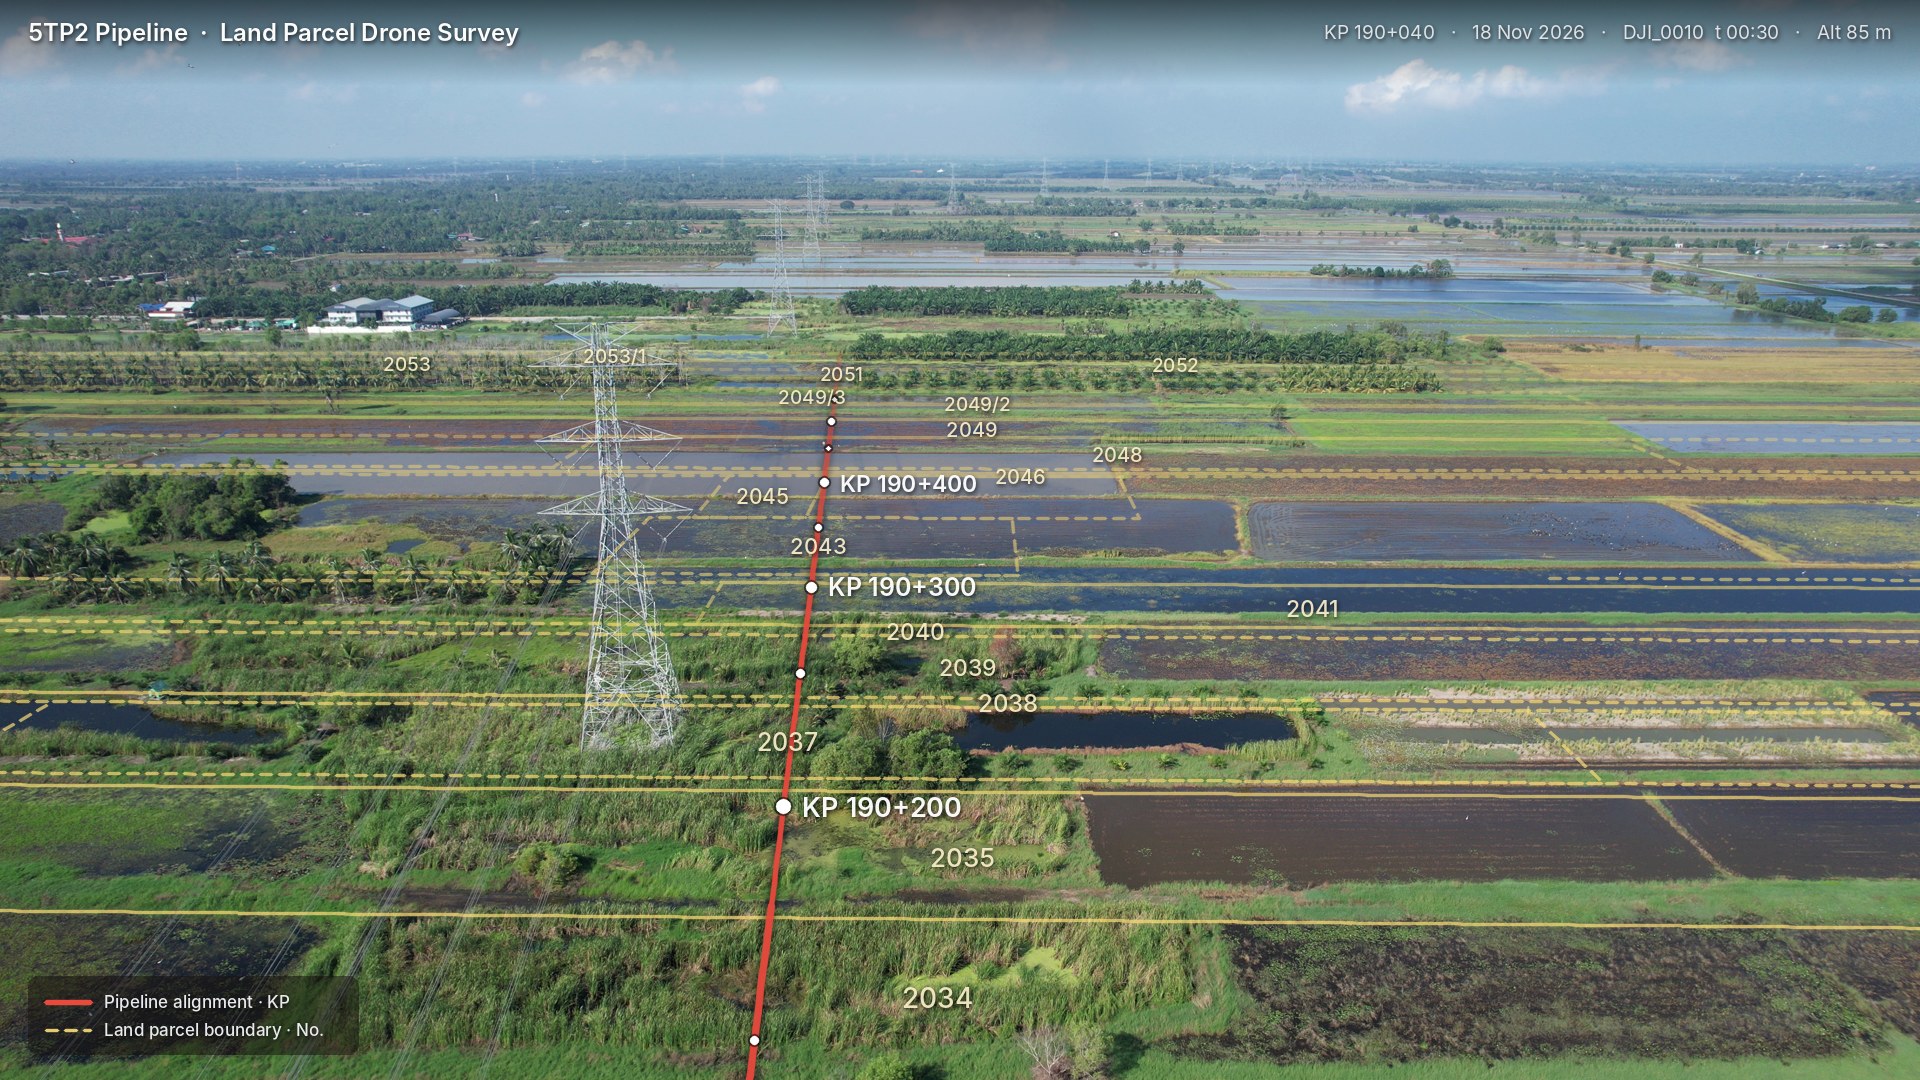 5TP2 Pipeline · Land Parcel Drone Survey
KP 190+040 · 18 Nov 2026 · DJI_0010 t 00:30 · Alt 85 m
2053
2053/1
2051
2052
2049/3
2049/2
2049
2048
2046
KP 190+400
2045
2043
KP 190+300
2041
2040
2039
2038
2037
KP 190+200
2035
2034
Pipeline alignment · KP
Land parcel boundary · No.